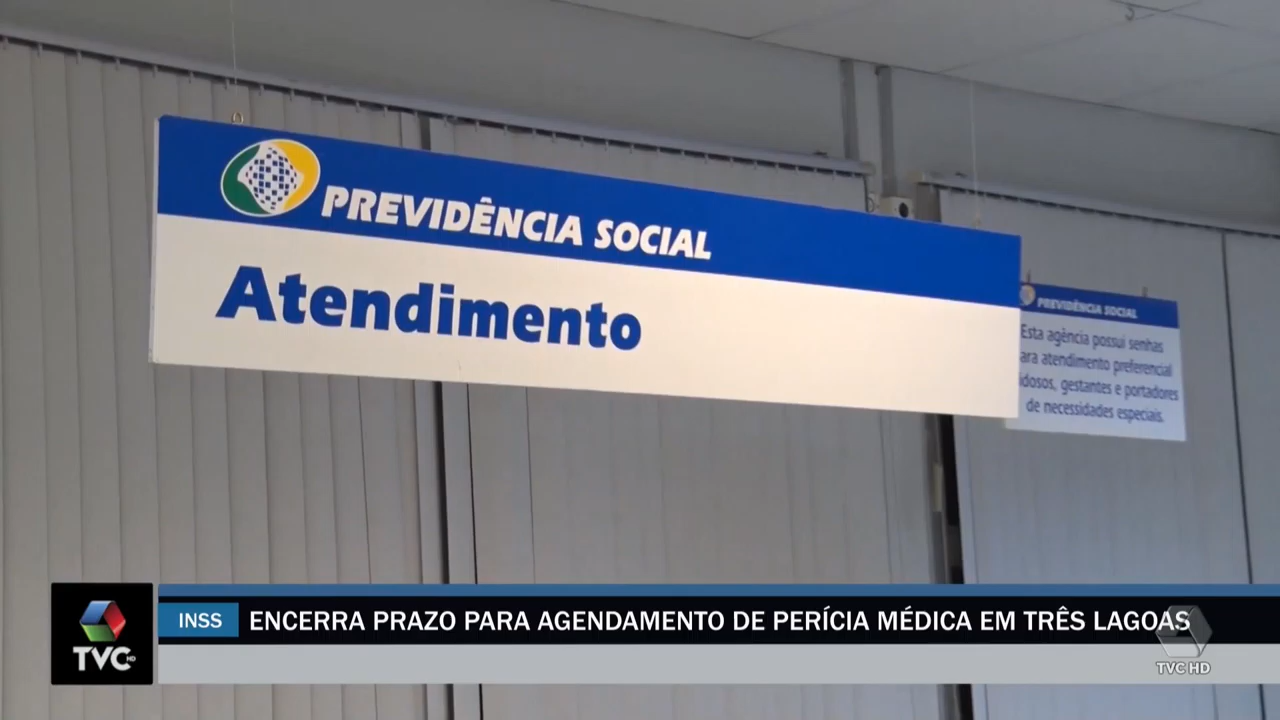 PREVIDÊNCIA SOCIAL
Atendimento
PREVIDÊNCIA SOCIAL
Esta agência possui senhas
ara atendimento preferencial
idosos, gestantes e portadores
de necessidades especiais.
INSS ENCERRA PRAZO PARA AGENDAMENTO DE PERÍCIA MÉDICA EM TRÊS LAGOAS
TVC HD
TVC HD